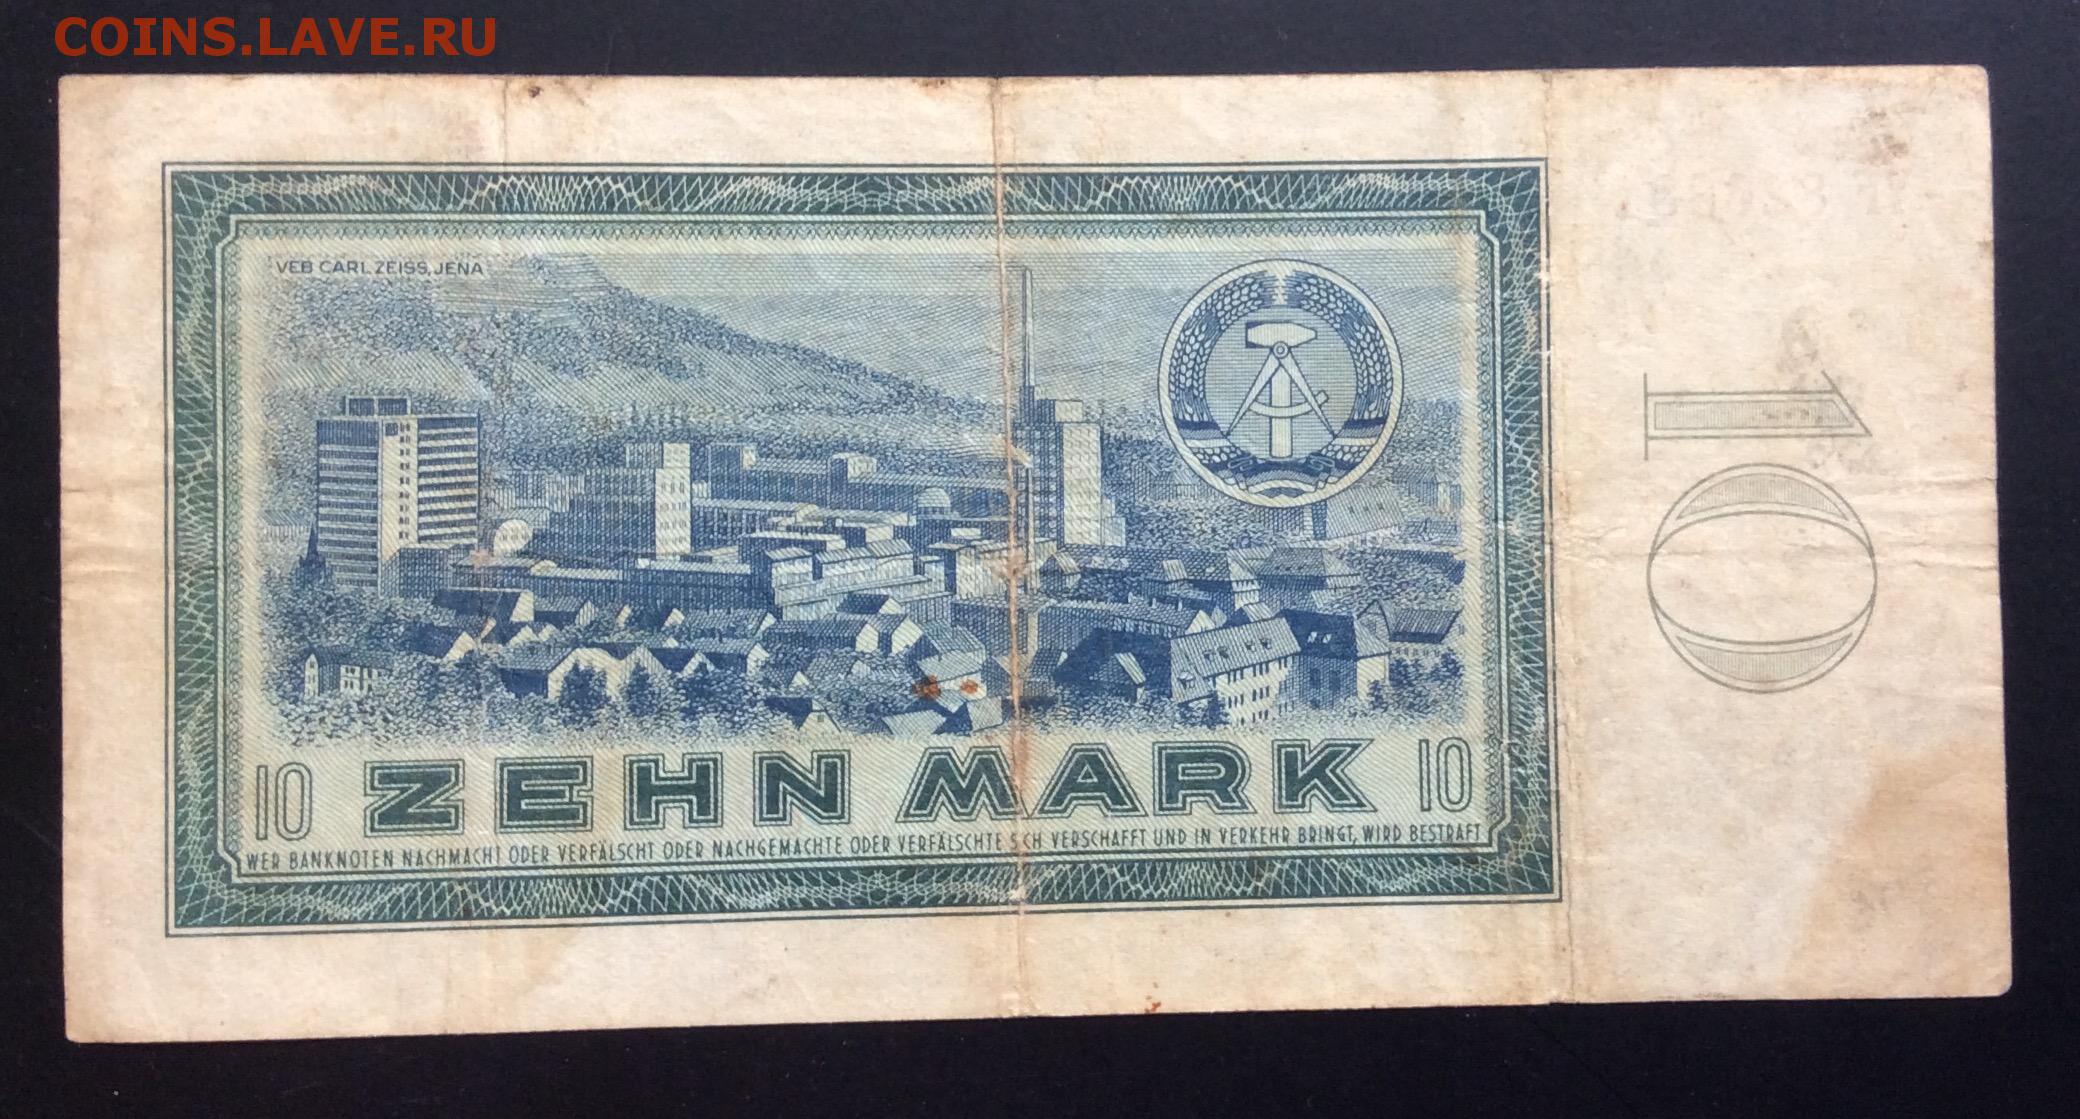 COINS.LAVE.RU
VEB CARL ZEISS, JENA
10 ZEHN MARK 10
WER BANKNOTEN NACHMACHT ODER VERFÄLSCHT ODER NACHGEMACHTE ODER VERFÄLSCHTE SICH VERSCHAFFT UND IN VERKEHR BRINGT, WIRD BESTRAFT
10